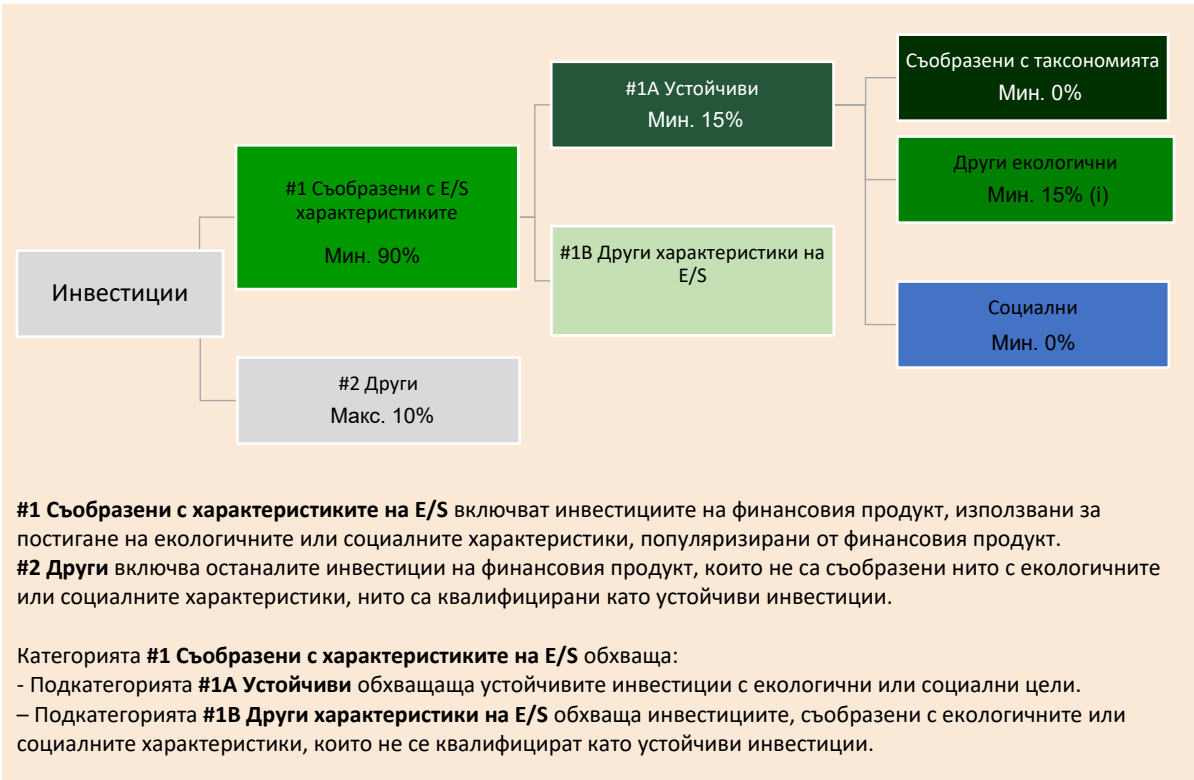 Инвестиции
#1 Съобразени с E/S
характеристиките
Мин. 90%
#2 Други
Макс. 10%
#1A Устойчиви
Мин. 15%
#1B Други характеристики на
E/S
Съобразени с таксономията
Мин. 0%
Други екологични
Мин. 15% (i)
Социални
Мин. 0%
#1 Съобразени с характеристиките на E/S включват инвестициите на финансовия продукт, използвани за
постигане на екологичните или социалните характеристики, популяризирани от финансовия продукт.
#2 Други включва останалите инвестиции на финансовия продукт, които не са съобразени нито с екологичните
или социалните характеристики, нито са квалифицирани като устойчиви инвестиции.
Категорията #1 Съобразени с характеристиките на E/S обхваща:
- Подкатегорията #1A Устойчиви обхващаща устойчивите инвестиции с екологични или социални цели.
– Подкатегорията #1B Други характеристики на E/S обхваща инвестициите, съобразени с екологичните или
социалните характеристики, които не се квалифицират като устойчиви инвестиции.